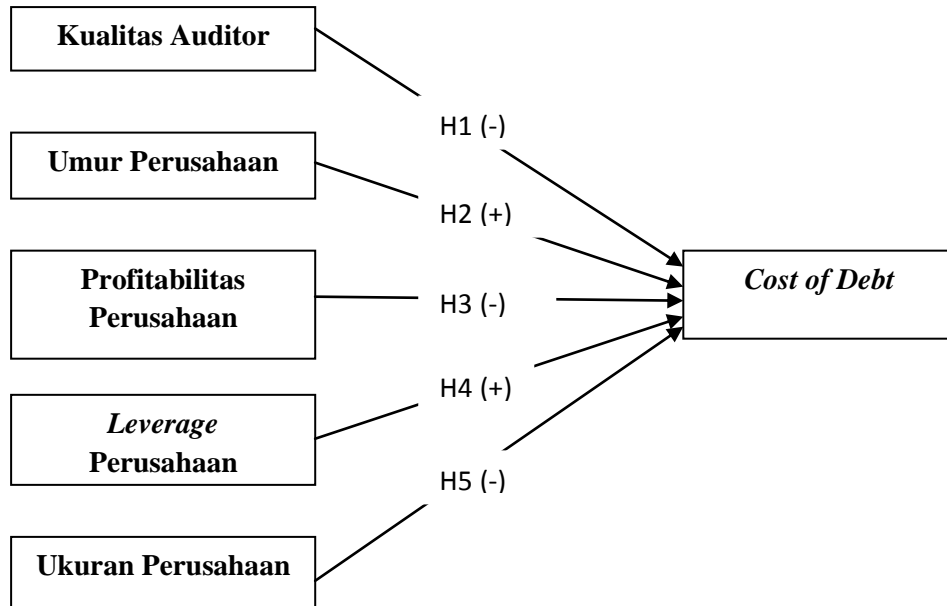 Kualitas Auditor
H1 (-)
Umur Perusahaan
H2 (+)
Profitabilitas
Perusahaan
H3 (-)
Cost of Debt
H4 (+)
Leverage
Perusahaan
H5 (-)
Ukuran Perusahaan